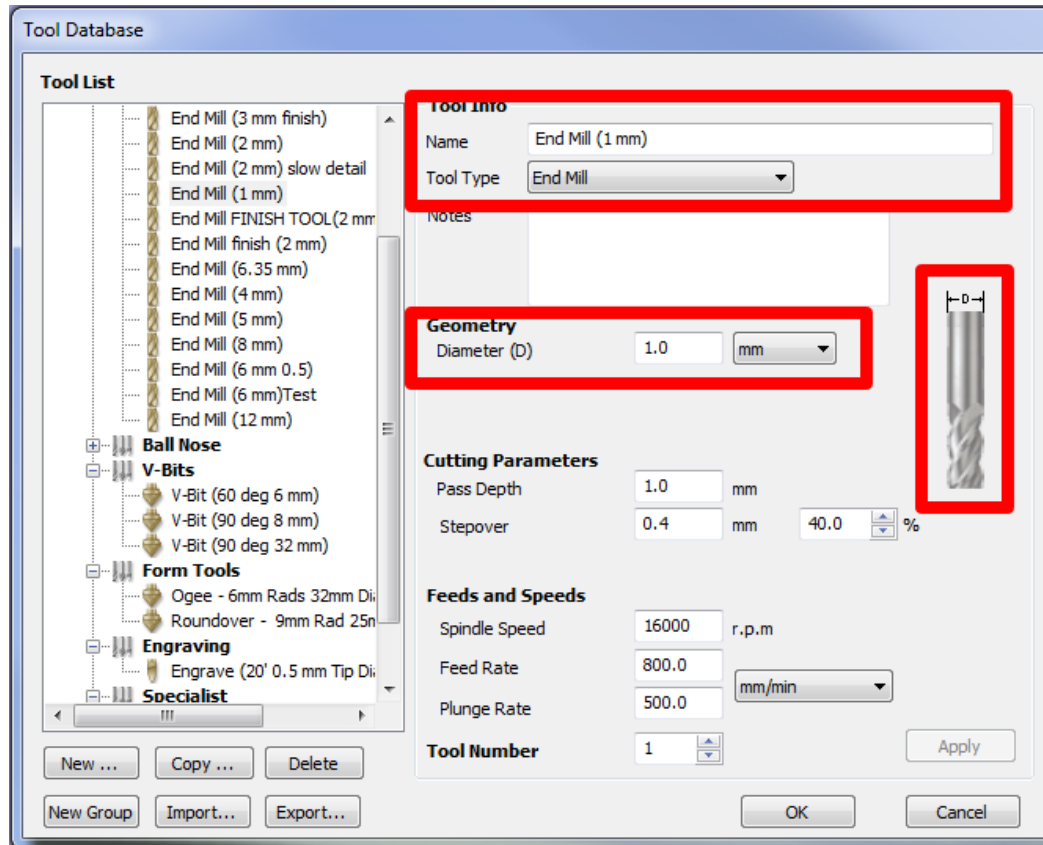 Tool Database
Tool List
End Mill (3 mm finish)
End Mill (2 mm)
End Mill (2 mm) slow detail
End Mill (1 mm)
End Mill FINISH TOOL(2 mm
End Mill finish (2 mm)
End Mill (6.35 mm)
End Mill (4 mm)
End Mill (5 mm)
End Mill (8 mm)
End Mill (6 mm 0.5)
End Mill (6 mm)Test
End Mill (12 mm)
Ball Nose
V-Bits
V-Bit (60 deg 6 mm)
V-Bit (90 deg 8 mm)
V-Bit (90 deg 32 mm)
Form Tools
Ogee - 6mm Rads 32mm Di
Roundover - 9mm Rad 25
Engraving
Engrave (20' 0.5 mm Tip Di
Specialist
New ...
Copy ...
Delete
New Group
Import...
Export...
Tool Info
Name End Mill (1 mm)
Tool Type End Mill
Notes
D
Geometry
Diameter (D) 1.0 mm
Cutting Parameters
Pass Depth 1.0 mm
Stepover 0.4 mm 40.0 %
Feeds and Speeds
Spindle Speed 16000 r.p.m
Feed Rate 800.0
mm/min
Plunge Rate 500.0
Tool Number 1
Apply
OK
Cancel